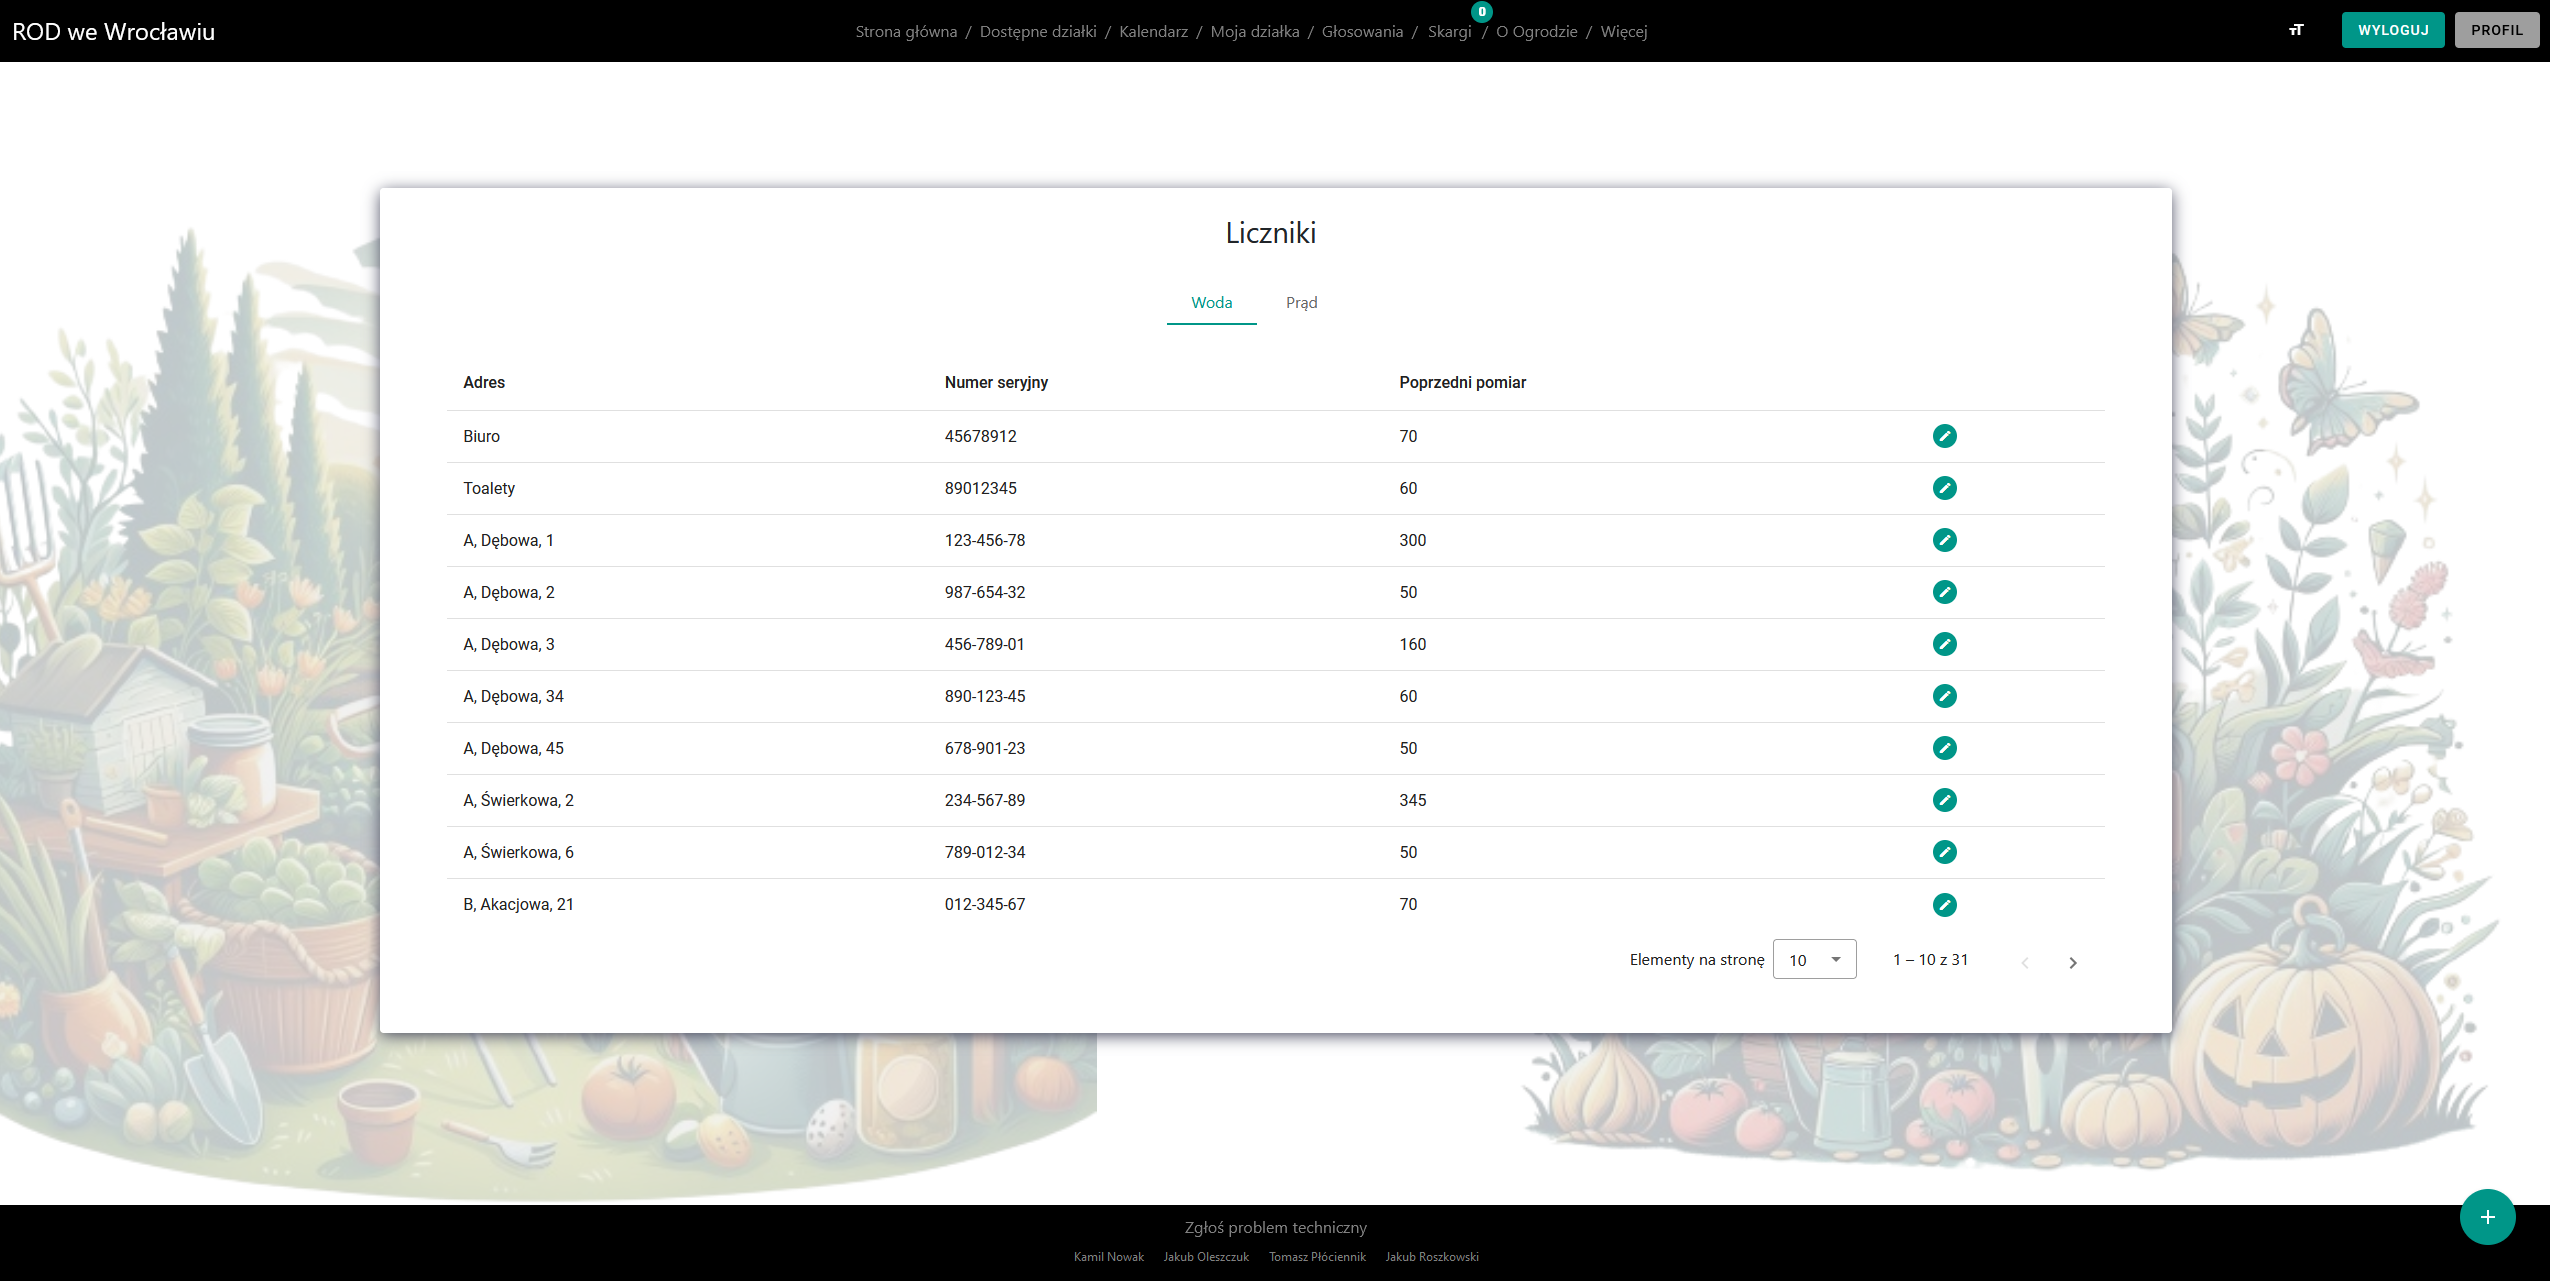 ROD we Wrocławiu
Strona główna / Dostępne działki / Kalendarz / Moja działka / Głosowania / Skargi 0 / O Ogrodzie / Więcej
WYLOGUJ PROFIL
Liczniki
Woda Prąd
Adres Numer seryjny Poprzedni pomiar
Biuro 45678912 70
Toalety 89012345 60
A, Dębowa, 1 123-456-78 300
A, Dębowa, 2 987-654-32 50
A, Dębowa, 3 456-789-01 160
A, Dębowa, 34 890-123-45 60
A, Dębowa, 45 678-901-23 50
A, Świerkowa, 2 234-567-89 345
A, Świerkowa, 6 789-012-34 50
B, Akacjowa, 21 012-345-67 70
Elementy na stronę 10 1 – 10 z 31
Zgłoś problem techniczny
Kamil Nowak Jakub Oleszczuk Tomasz Płóciennik Jakub Roszkowski